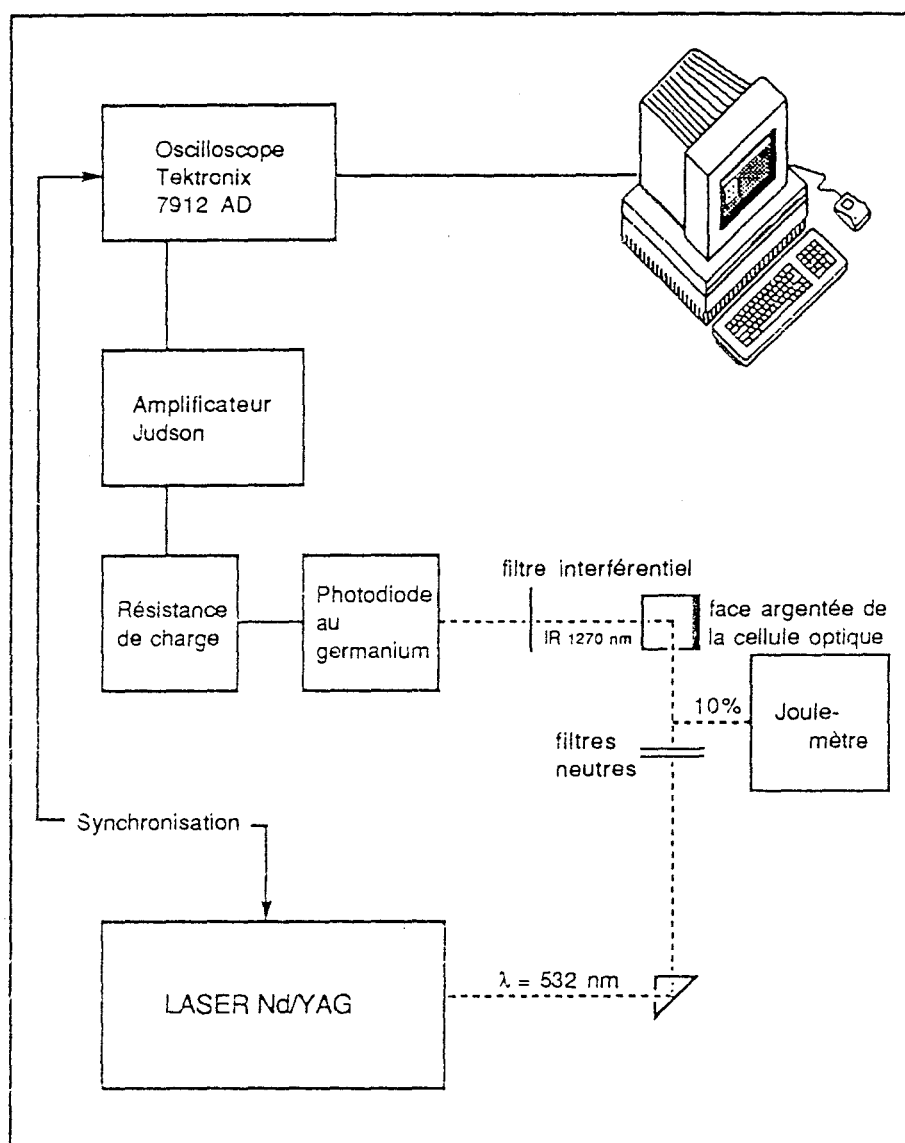 Oscilloscope
Tektronix
7912 AD
Amplificateur
Judson
Résistance
de charge
Photodiode
au
germanium
filtre interférentiel
IR 1270 nm
face argentée de
la cellule optique
10%
Joule-
mètre
filtres
neutres
Synchronisation
LASER Nd/YAG
λ = 532 nm